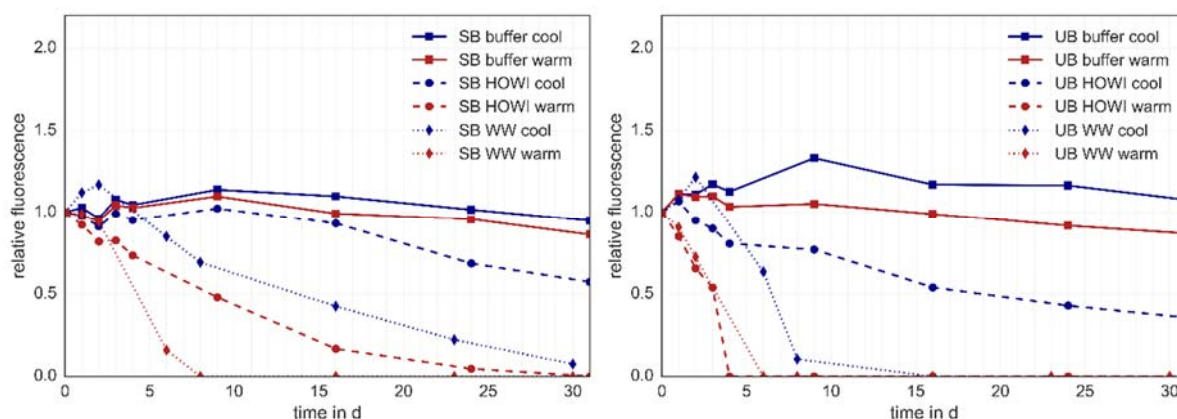 SB buffer cool
SB buffer warm
SB HOWI cool
SB HOWI warm
SB WW cool
SB WW warm
2.0
1.5
1.0
0.5
0.0
relative fluorescence
0 5 10 15 20 25 30
time in d
UB buffer cool
UB buffer warm
UB HOWI cool
UB HOWI warm
UB WW cool
UB WW warm
2.0
1.5
1.0
0.5
0.0
relative fluorescence
0 5 10 15 20 25 30
time in d